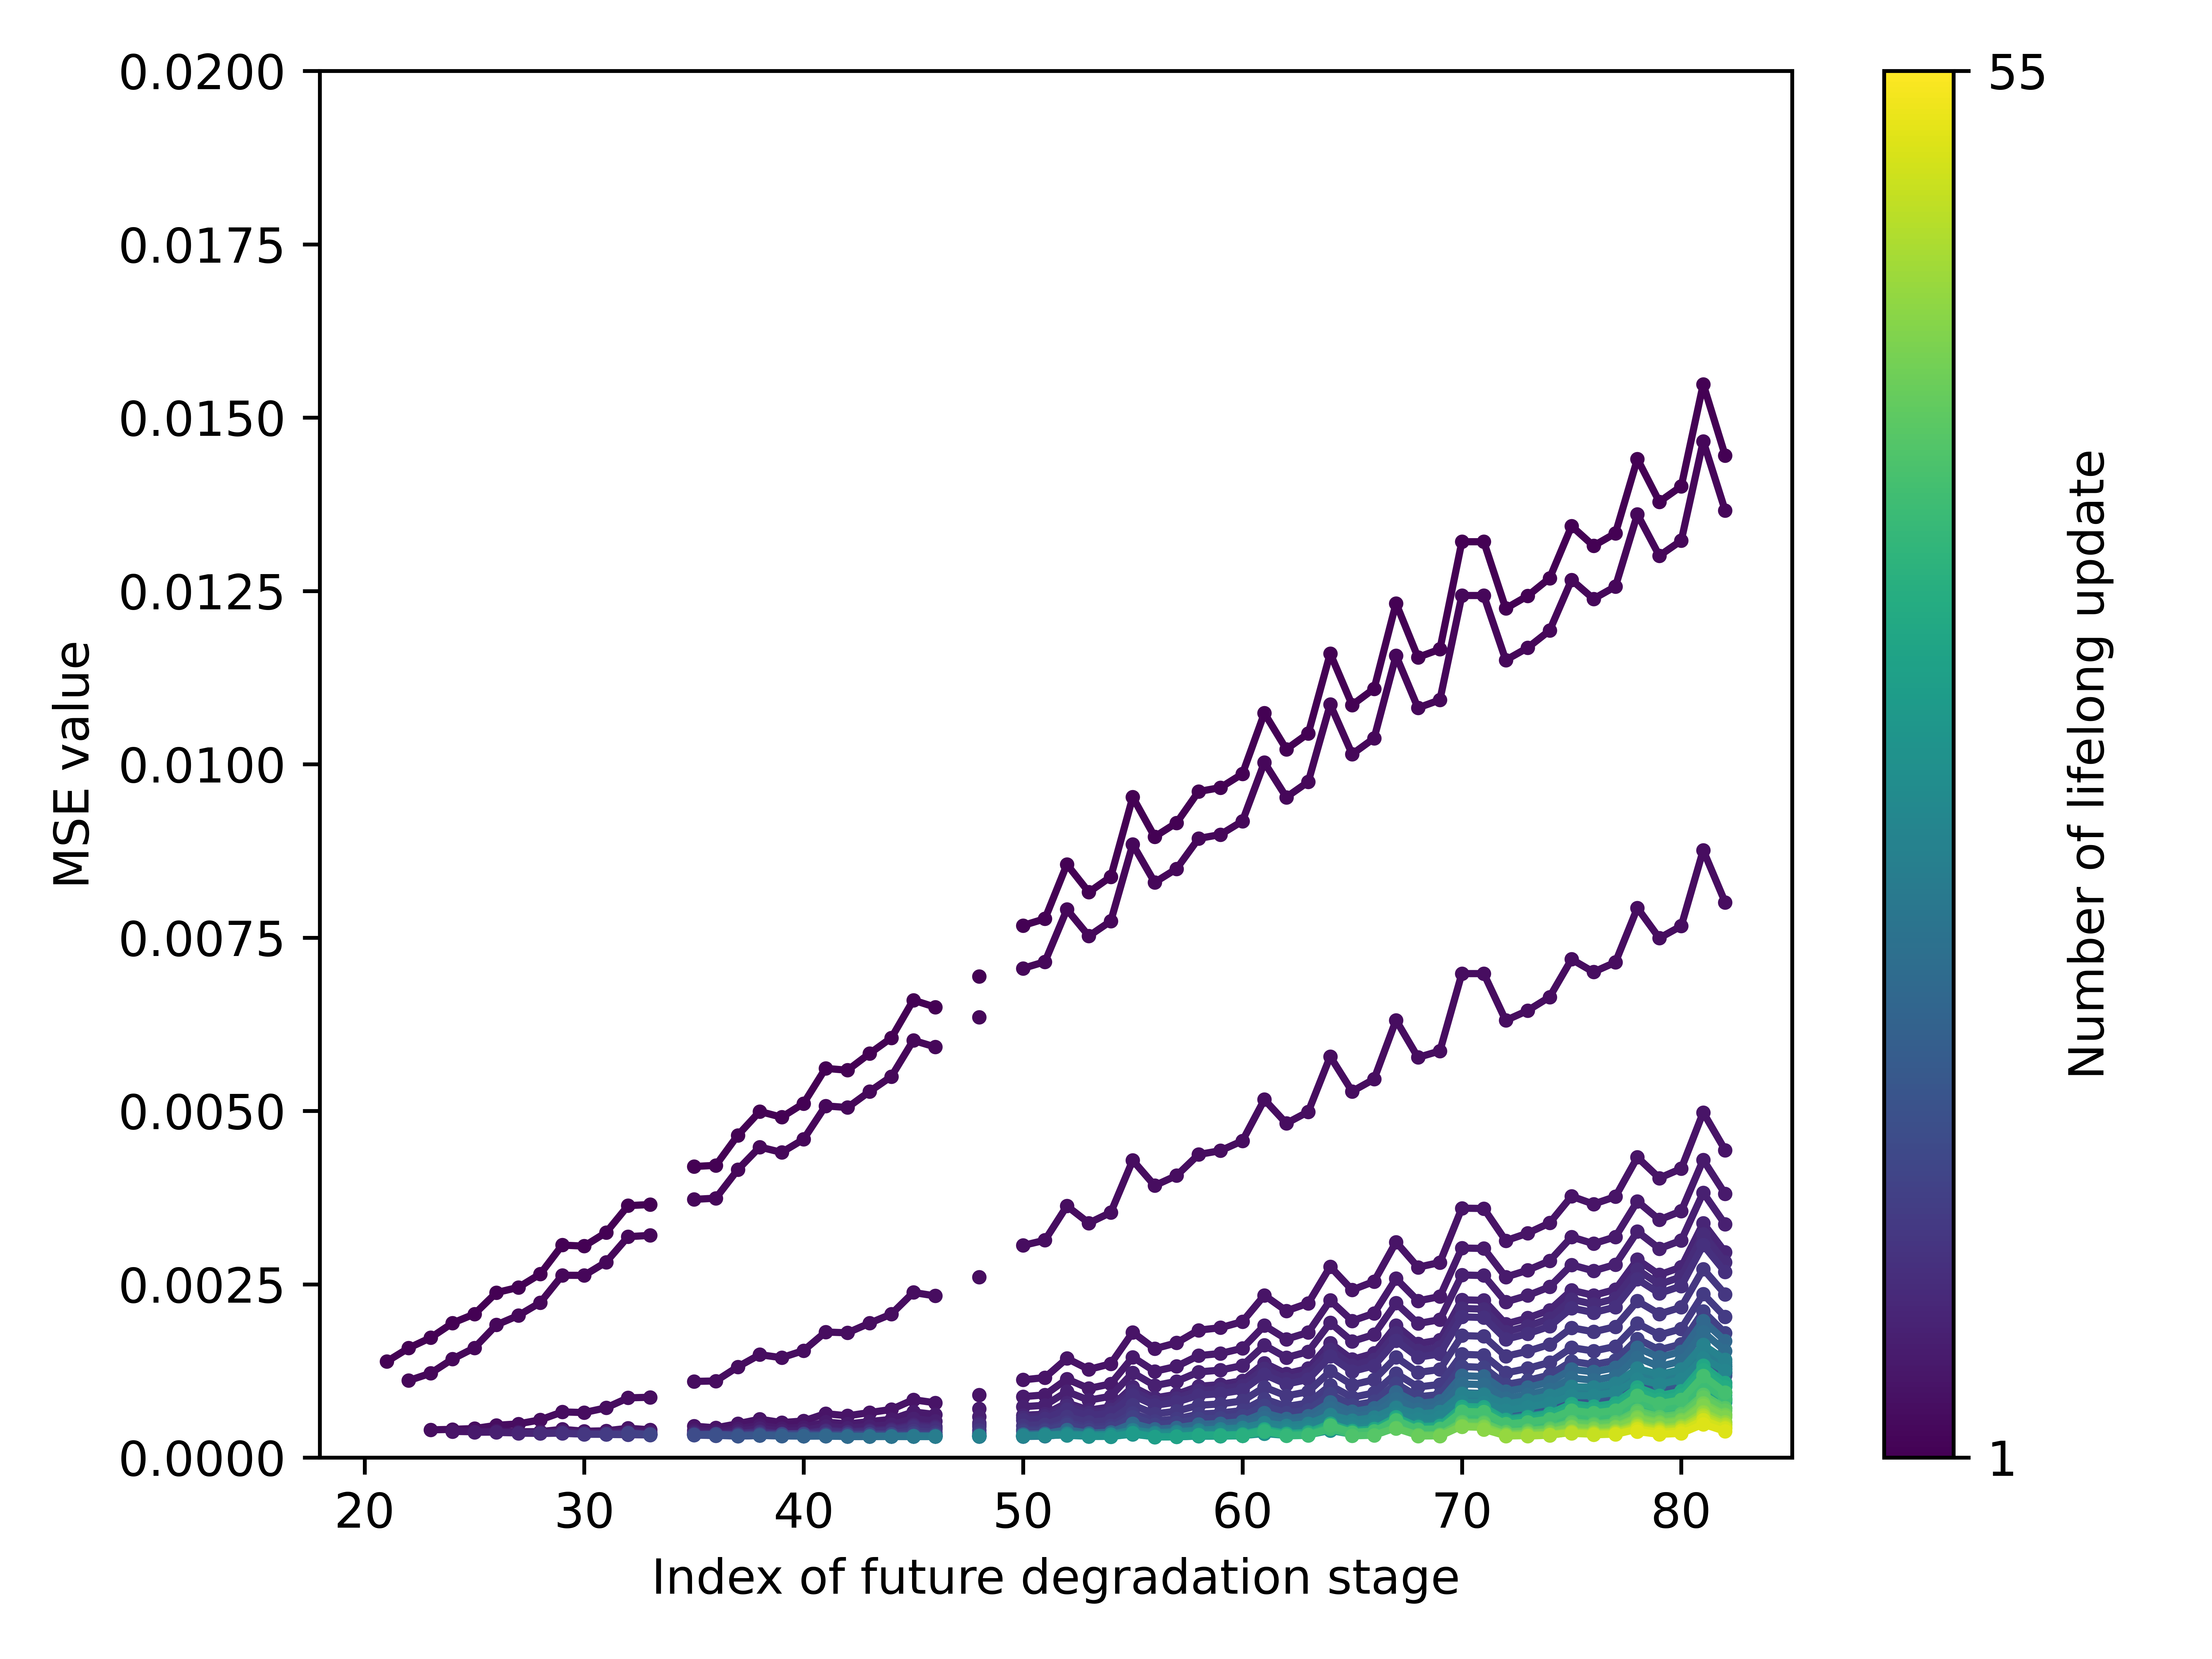 0.0200
0.0175
0.0150
0.0125
0.0100
0.0075
0.0050
0.0025
0.0000
MSE value
20 30 40 50 60 70 80
Index of future degradation stage
55
1
Number of lifelong update